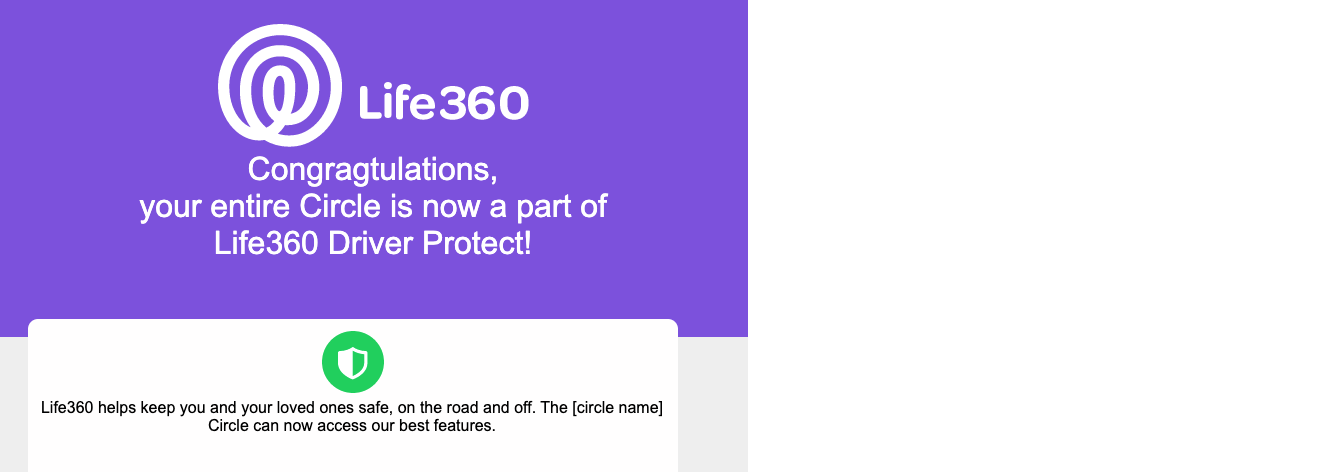 Life360
Congragtulations,
your entire Circle is now a part of
Life360 Driver Protect!
Life360 helps keep you and your loved ones safe, on the road and off. The [circle name]
Circle can now access our best features.